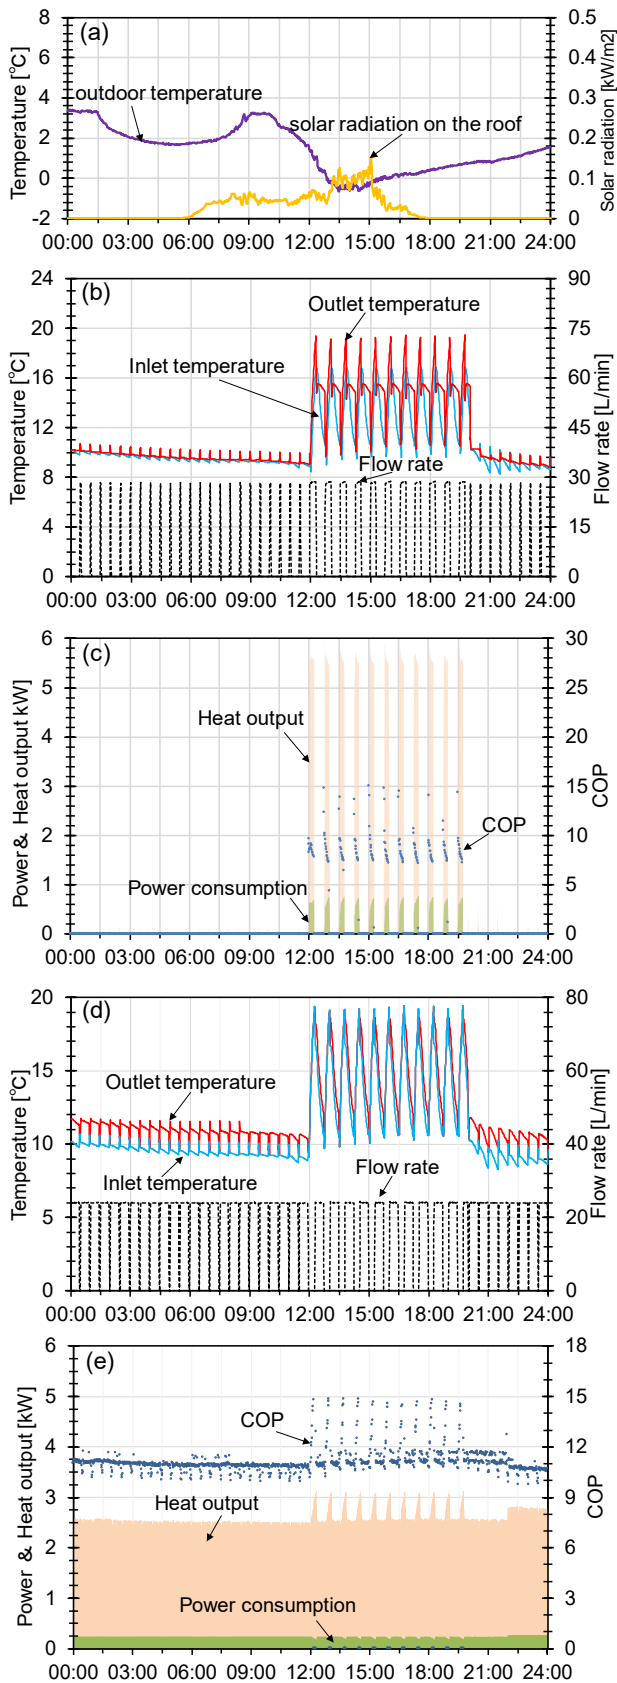 (a)
8
6
4
2
0
-2
Temperature [°C]
0.5
0.4
0.3
0.2
0.1
0
Solar radiation [kW/m2]
outdoor temperature
solar radiation on the roof
00:00 03:00 06:00 09:00 12:00 15:00 18:00 21:00 24:00
(b)
24
20
16
12
8
4
0
Temperature [°C]
90
75
60
45
30
15
0
Flow rate [L/min]
Outlet temperature
Inlet temperature
Flow rate
00:00 03:00 06:00 09:00 12:00 15:00 18:00 21:00 24:00
(c)
6
5
4
3
2
1
0
Power & Heat output kW]
30
25
20
15
10
5
0
COP
Heat output
COP
Power consumption
00:00 03:00 06:00 09:00 12:00 15:00 18:00 21:00 24:00
(d)
20
15
10
5
0
Temperature [°C]
80
60
40
20
0
Flow rate [L/min]
Outlet temperature
Inlet temperature
Flow rate
00:00 03:00 06:00 09:00 12:00 15:00 18:00 21:00 24:00
(e)
6
5
4
3
2
1
0
Power & Heat output [kW]
18
15
12
9
6
3
0
COP
COP
Heat output
Power consumption
00:00 03:00 06:00 09:00 12:00 15:00 18:00 21:00 24:00